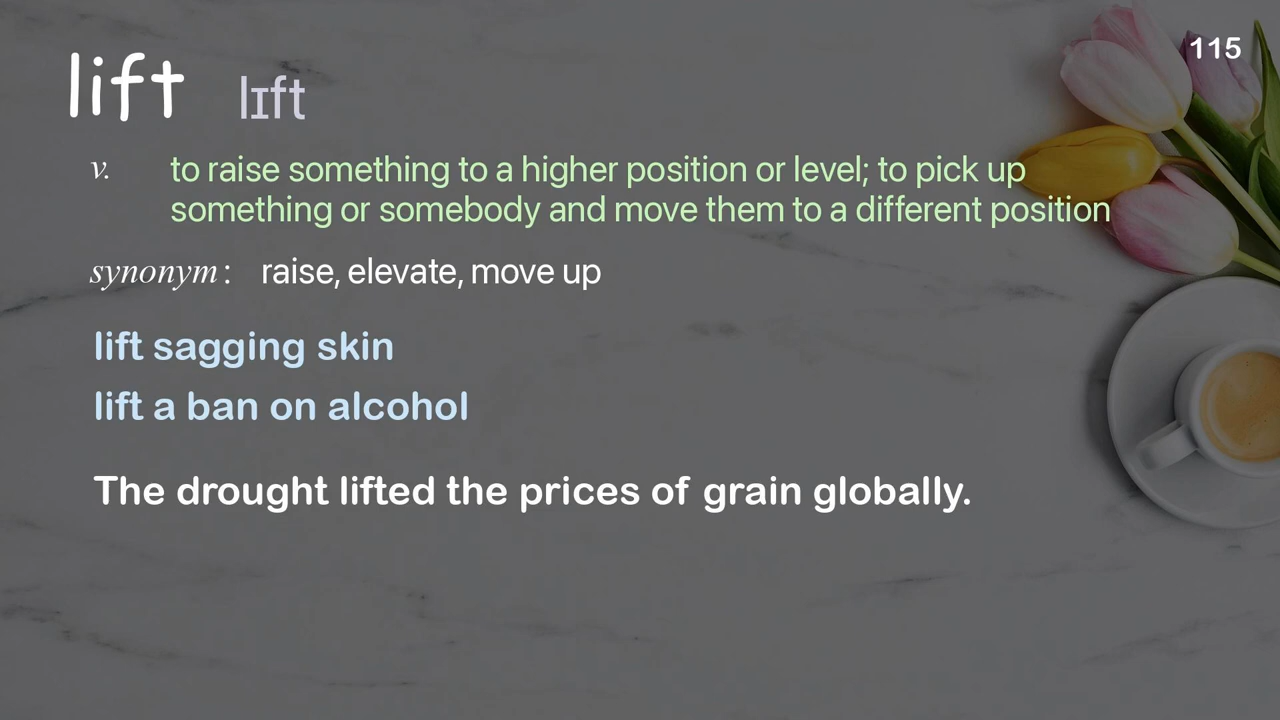 115
lift lɪft
v. to raise something to a higher position or level; to pick up
something or somebody and move them to a different position
synonym : raise, elevate, move up
lift sagging skin
lift a ban on alcohol
The drought lifted the prices of grain globally.